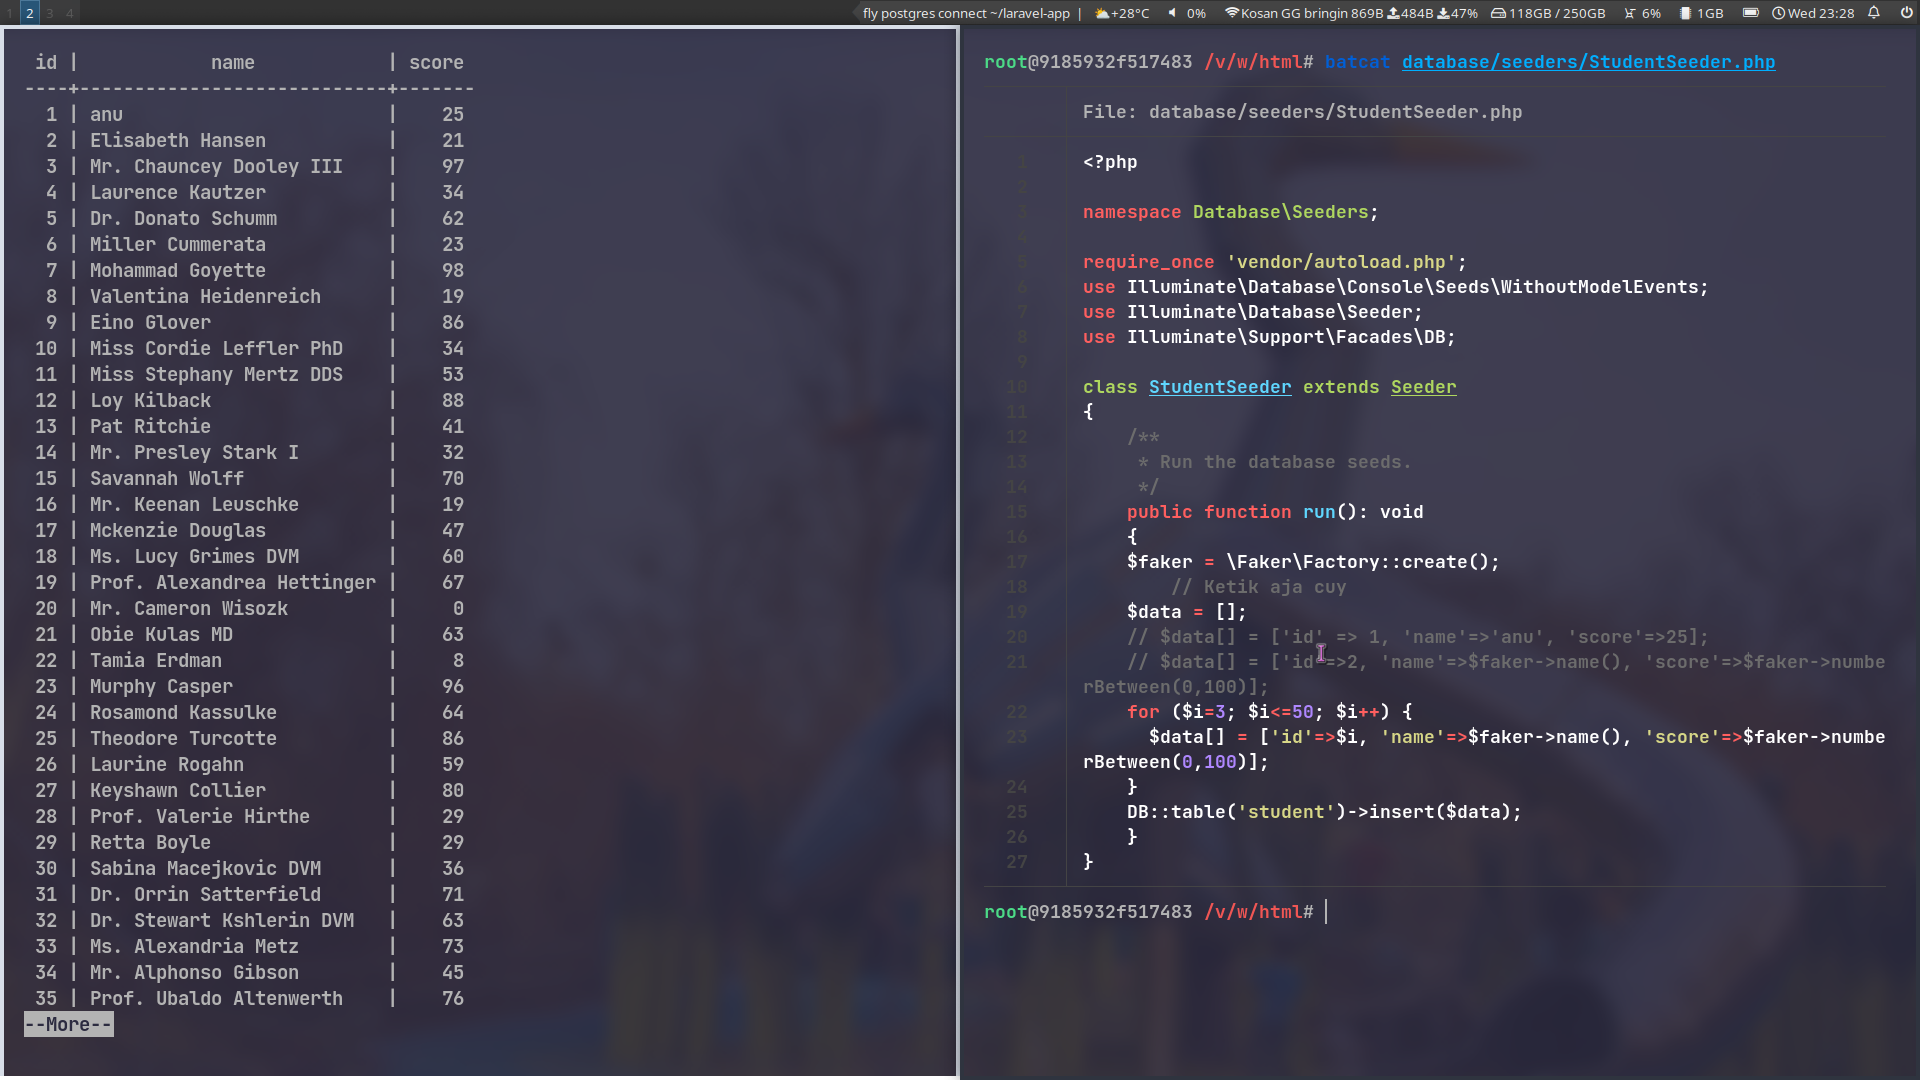 1 2 3 4
fly postgres connect ~/laravel-app | +28°C 0% Kosan GG bringin 869B 484B 47% 118GB / 250GB 6% 1GB Wed 23:28
id | name | score
----+----------------------------+-------
1 | anu | 25
2 | Elisabeth Hansen | 21
3 | Mr. Chauncey Dooley III | 97
4 | Laurence Kautzer | 34
5 | Dr. Donato Schumm | 62
6 | Miller Cummerata | 23
7 | Mohammad Goyette | 98
8 | Valentina Heidenreich | 19
9 | Eino Glover | 86
10 | Miss Cordie Leffler PhD | 34
11 | Miss Stephany Mertz DDS | 53
12 | Loy Kilback | 88
13 | Pat Ritchie | 41
14 | Mr. Presley Stark I | 32
15 | Savannah Wolff | 70
16 | Mr. Keenan Leuschke | 19
17 | Mckenzie Douglas | 47
18 | Ms. Lucy Grimes DVM | 60
19 | Prof. Alexandrea Hettinger | 67
20 | Mr. Cameron Wisozk | 0
21 | Obie Kulas MD | 63
22 | Tamia Erdman | 8
23 | Murphy Casper | 96
24 | Rosamond Kassulke | 64
25 | Theodore Turcotte | 86
26 | Laurine Rogahn | 59
27 | Keyshawn Collier | 80
28 | Prof. Valerie Hirthe | 29
29 | Retta Boyle | 29
30 | Sabina Macejkovic DVM | 36
31 | Dr. Orrin Satterfield | 71
32 | Dr. Stewart Kshlerin DVM | 63
33 | Ms. Alexandria Metz | 73
34 | Mr. Alphonso Gibson | 45
35 | Prof. Ubaldo Altenwerth | 76
--More--
root@9185932f517483 /v/w/html# batcat database/seeders/StudentSeeder.php
File: database/seeders/StudentSeeder.php
1 <?php
2
3 namespace Database\Seeders;
4
5 require_once 'vendor/autoload.php';
6 use Illuminate\Database\Console\Seeds\WithoutModelEvents;
7 use Illuminate\Database\Seeder;
8 use Illuminate\Support\Facades\DB;
9
10 class StudentSeeder extends Seeder
11 {
12 /**
13 * Run the database seeds.
14 */
15 public function run(): void
16 {
17 $faker = \Faker\Factory::create();
18 // Ketik aja cuy
19 $data = [];
20 // $data[] = ['id' => 1, 'name'=>'anu', 'score'=>25];
21 // $data[] = ['id'=>2, 'name'=>$faker->name(), 'score'=>$faker->numbe
rBetween(0,100)];
22 for ($i=3; $i<=50; $i++) {
23 $data[] = ['id'=>$i, 'name'=>$faker->name(), 'score'=>$faker->numbe
rBetween(0,100)];
24 }
25 DB::table('student')->insert($data);
26 }
27 }
root@9185932f517483 /v/w/html#